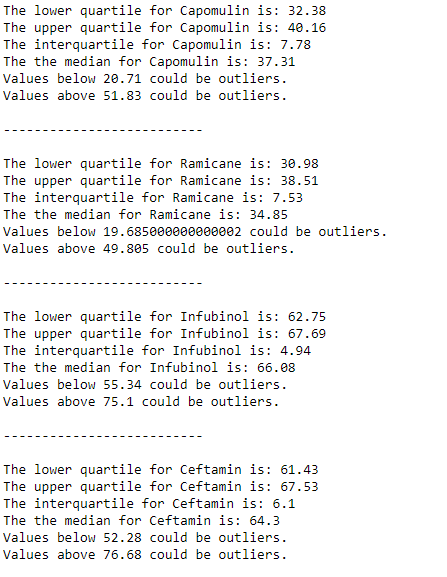 The lower quartile for Capomulin is: 32.38
The upper quartile for Capomulin is: 40.16
The interquartile for Capomulin is: 7.78
The the median for Capomulin is: 37.31
Values below 20.71 could be outliers.
Values above 51.83 could be outliers.
--------------------------
The lower quartile for Ramicane is: 30.98
The upper quartile for Ramicane is: 38.51
The interquartile for Ramicane is: 7.53
The the median for Ramicane is: 34.85
Values below 19.685000000000002 could be outliers.
Values above 49.805 could be outliers.
--------------------------
The lower quartile for Infubinol is: 62.75
The upper quartile for Infubinol is: 67.69
The interquartile for Infubinol is: 4.94
The the median for Infubinol is: 66.08
Values below 55.34 could be outliers.
Values above 75.1 could be outliers.
--------------------------
The lower quartile for Ceftamin is: 61.43
The upper quartile for Ceftamin is: 67.53
The interquartile for Ceftamin is: 6.1
The the median for Ceftamin is: 64.3
Values below 52.28 could be outliers.
Values above 76.68 could be outliers.